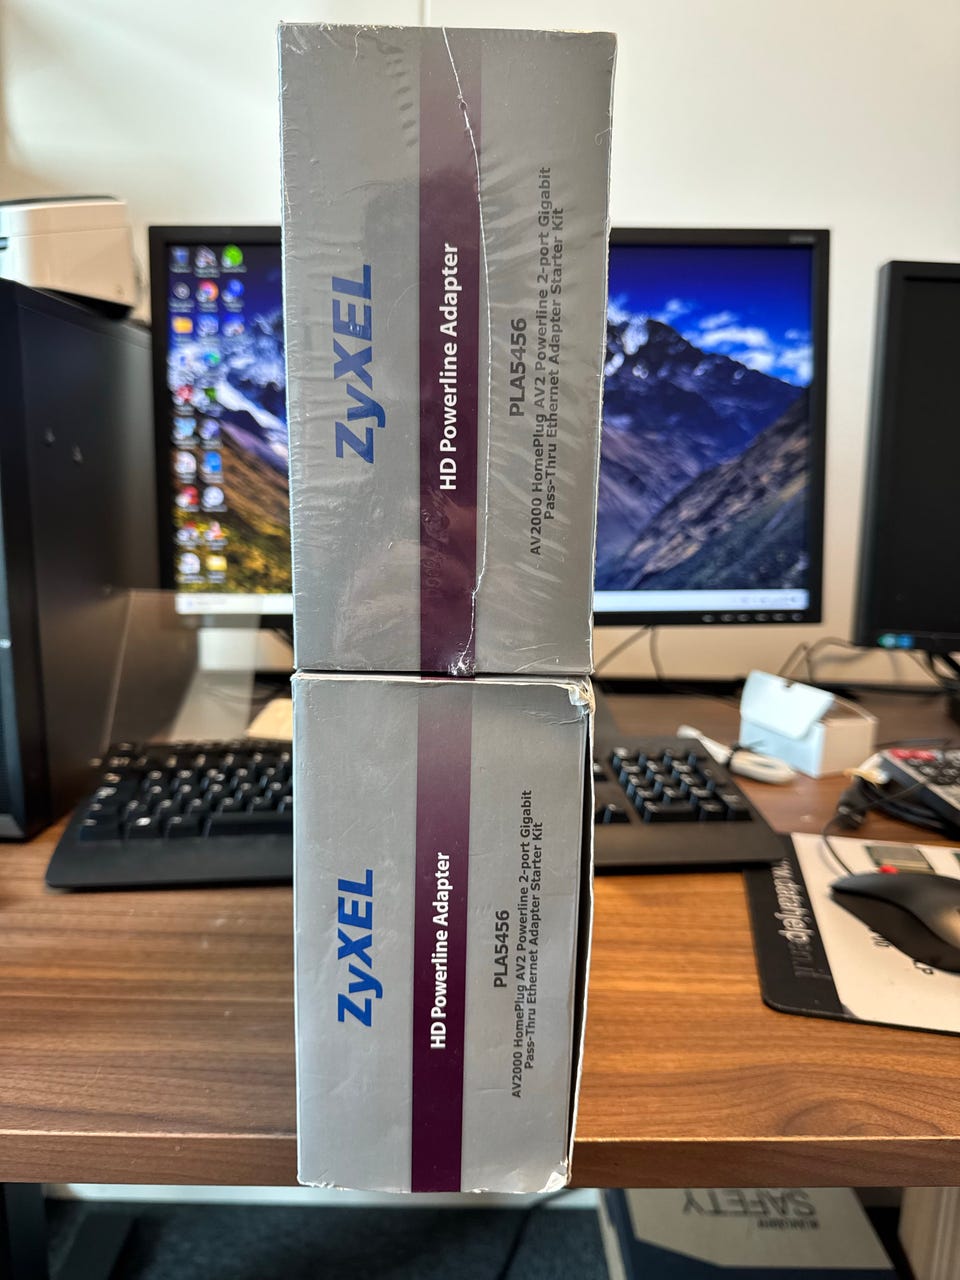 ZyXEL
HD Powerline Adapter
PLA5456
AV2000 HomePlug AV2 Powerline 2-port Gigabit
Pass-Thru Ethernet Adapter Starter Kit
ZyXEL
HD Powerline Adapter
PLA5456
AV2000 HomePlug AV2 Powerline 2-port Gigabit
Pass-Thru Ethernet Adapter Starter Kit
SAFETY